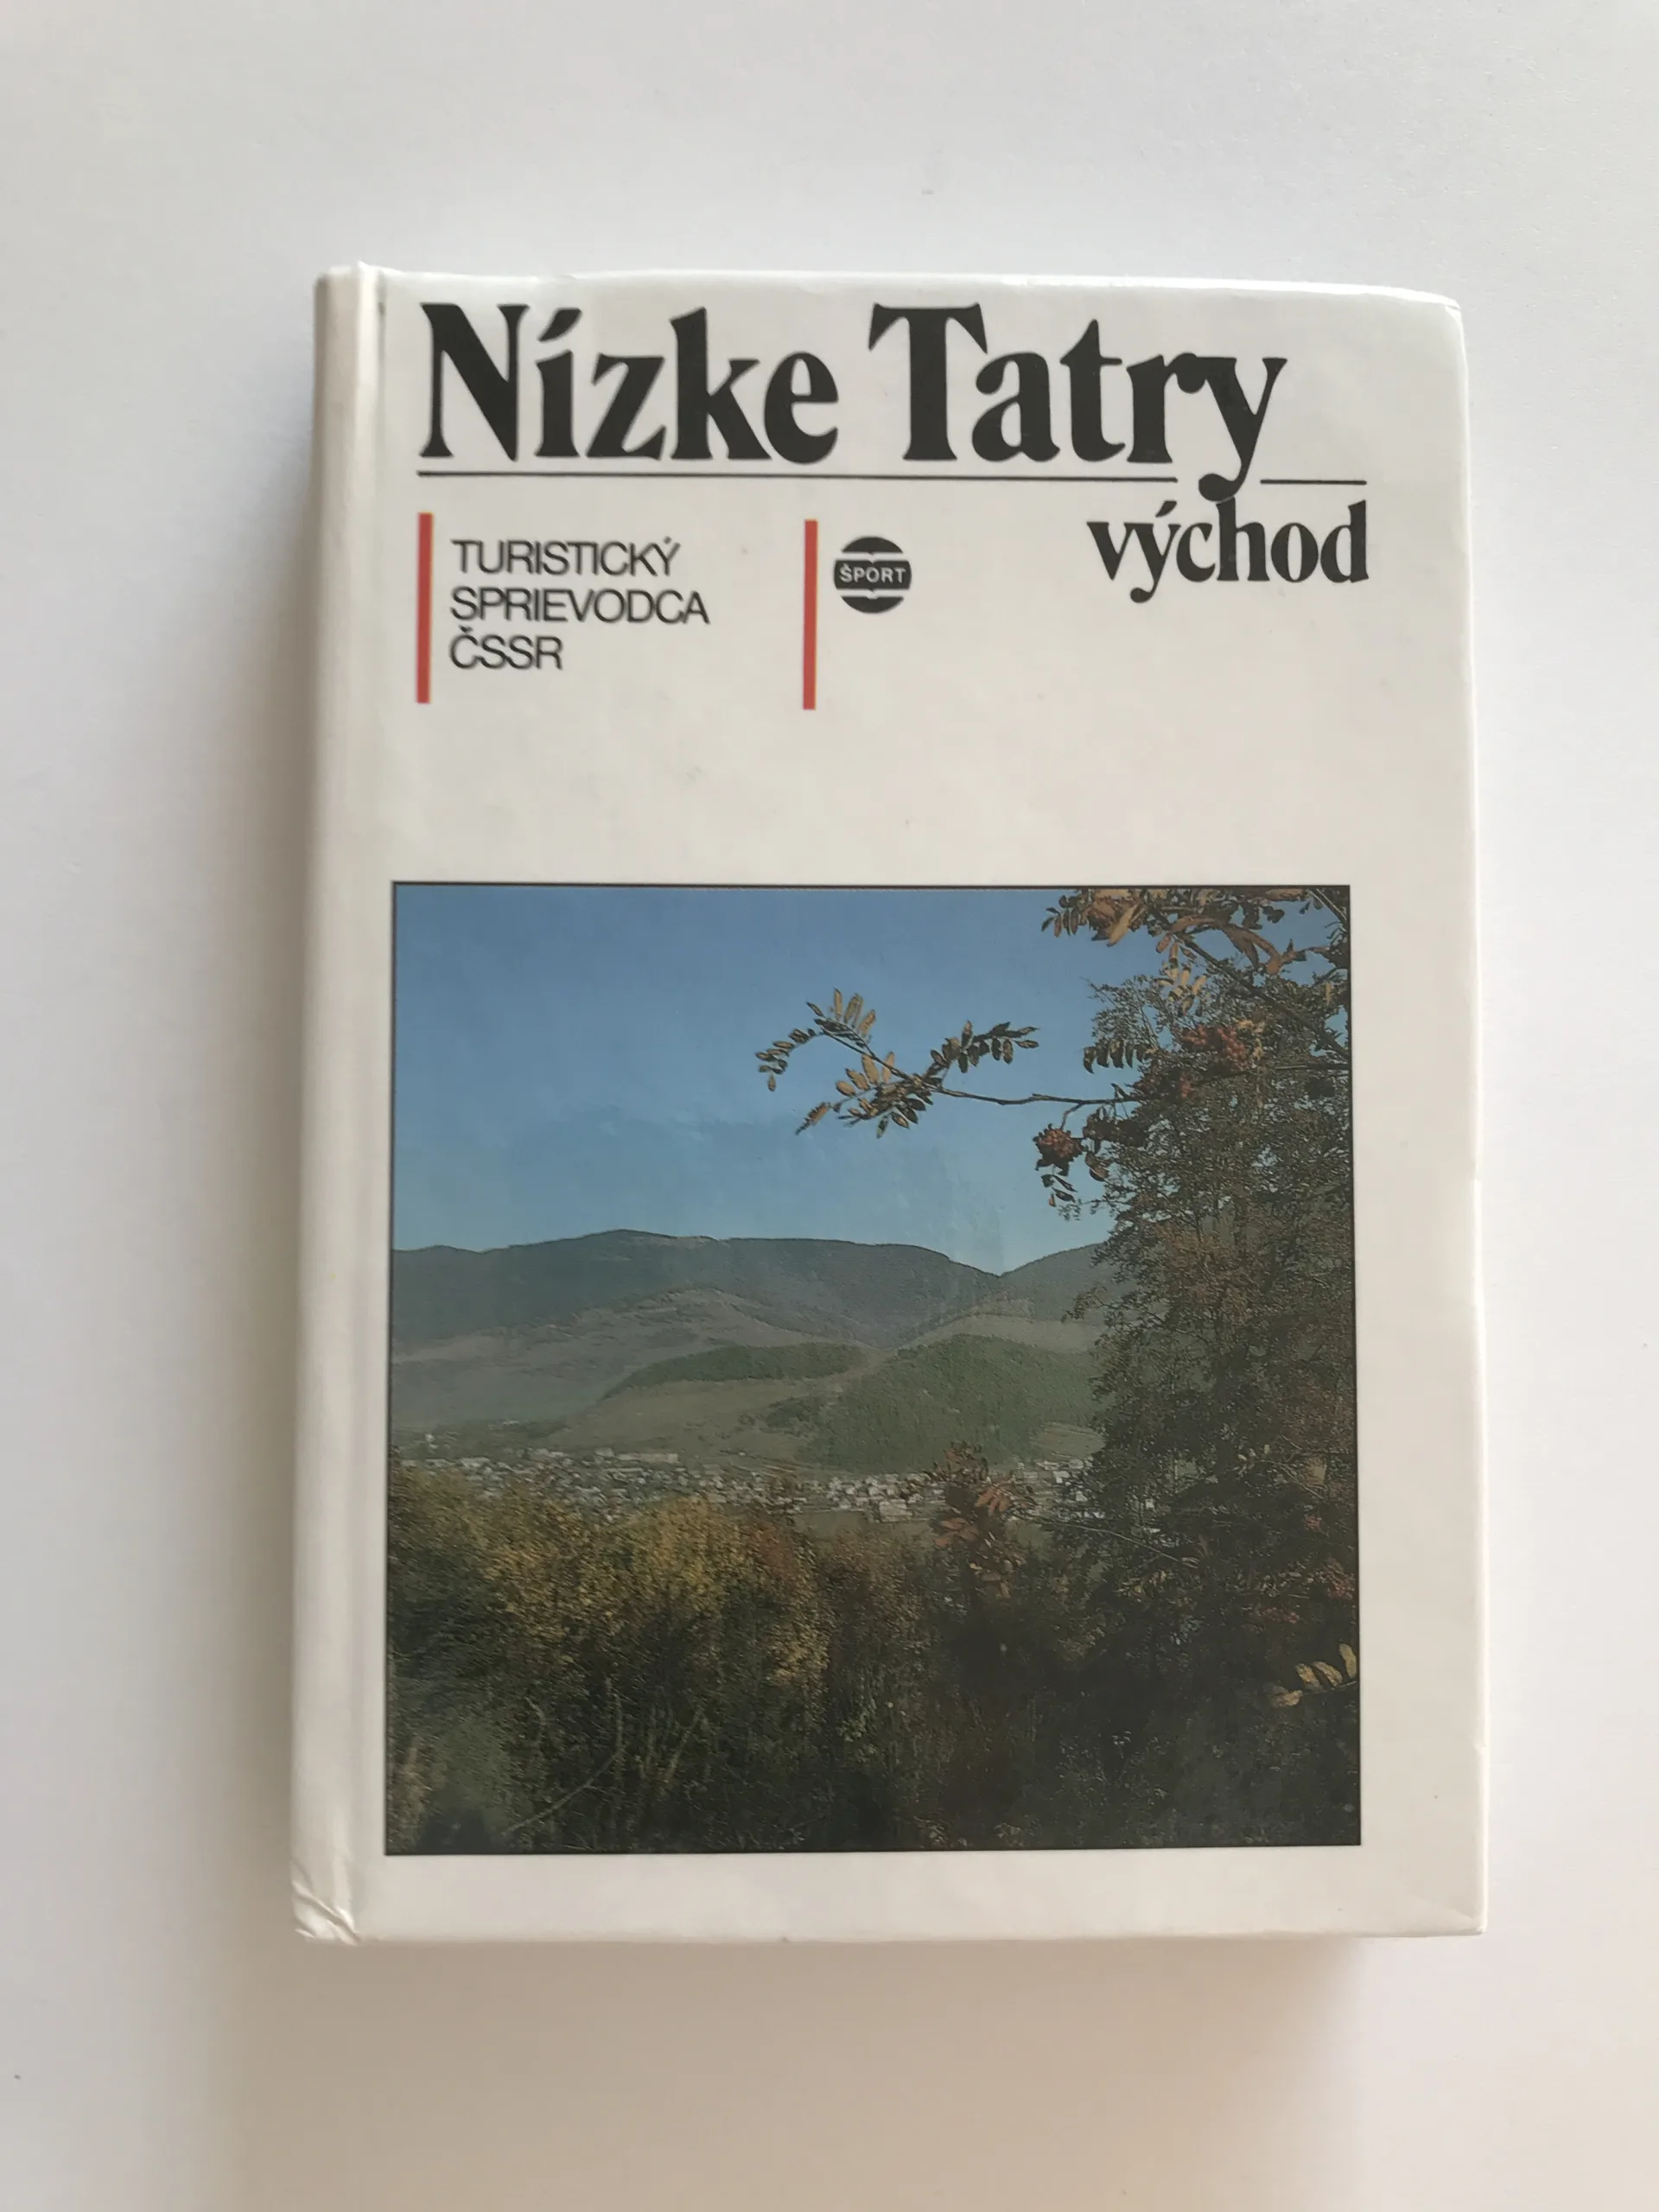 Nízke Tatry
východ
TURISTICKÝ
SPRIEVODCA
ČSSR
ŠPORT